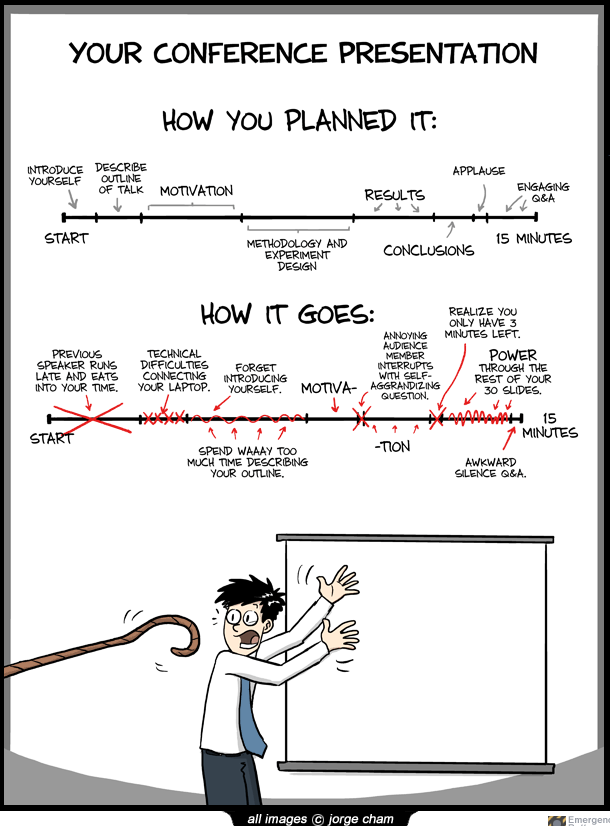 YOUR CONFERENCE PRESENTATION
HOW YOU PLANNED IT:
INTRODUCE
YOURSELF
DESCRIBE
OUTLINE
OF TALK
MOTIVATION
RESULTS
APPLAUSE
ENGAGING
Q&A
START
METHODOLOGY AND
EXPERIMENT
DESIGN
CONCLUSIONS
15 MINUTES
HOW IT GOES:
PREVIOUS
SPEAKER RUNS
LATE AND EATS
INTO YOUR TIME.
TECHNICAL
DIFFICULTIES
CONNECTING
YOUR LAPTOP.
FORGET
INTRODUCING
YOURSELF.
MOTIVA-
ANNOYING
AUDIENCE
MEMBER
INTERRUPTS
WITH SELF-
AGGRANDIZING
QUESTION.
REALIZE YOU
ONLY HAVE 3
MINUTES LEFT.
POWER
THROUGH THE
REST OF YOUR
30 SLIDES.
START
SPEND WAAAY TOO
MUCH TIME DESCRIBING
YOUR OUTLINE.
-TION
AWKWARD
SILENCE Q&A.
15
MINUTES
all images © jorge cham